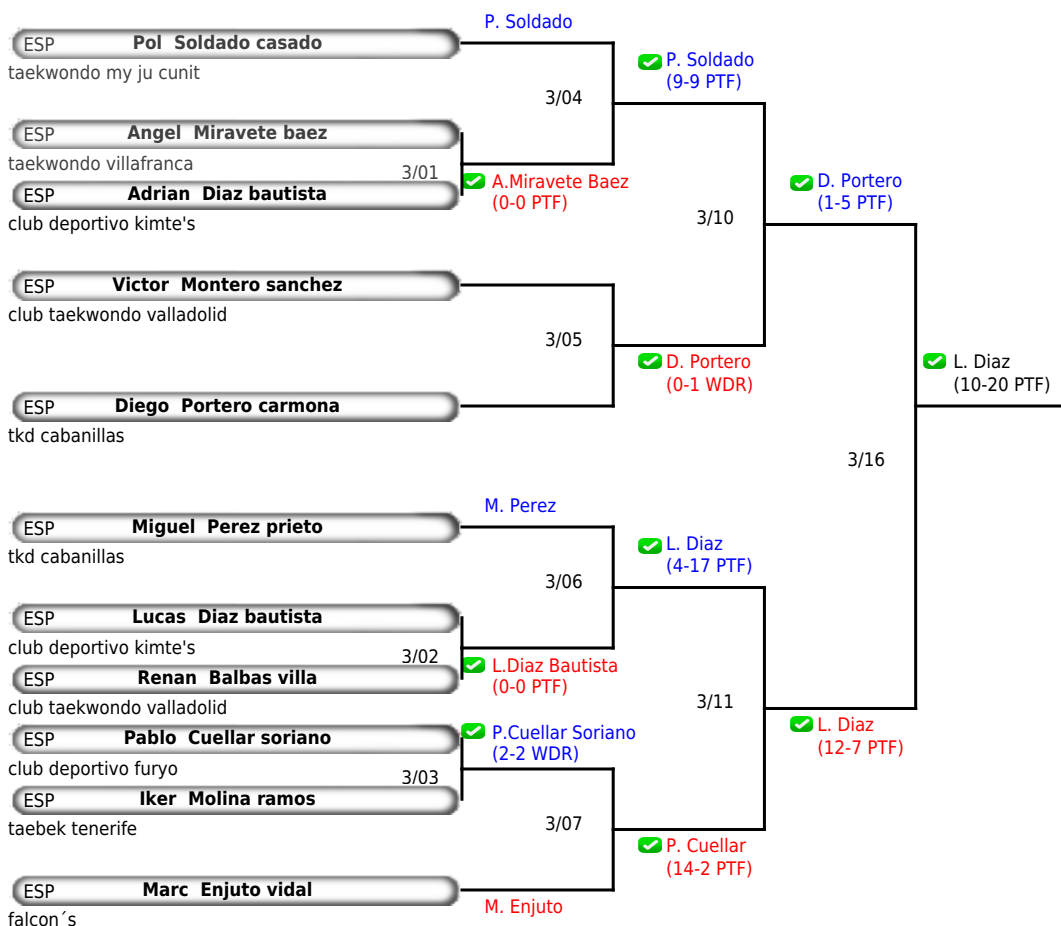 P. Soldado
ESP Pol Soldado casado
taekwondo my ju cunit
P. Soldado
(9-9 PTF)
3/04
ESP Angel Miravete baez
taekwondo villafranca
3/01
A.Miravete Baez
(0-0 PTF)
ESP Adrian Diaz bautista
club deportivo kimte's
D. Portero
(1-5 PTF)
3/10
ESP Victor Montero sanchez
club taekwondo valladolid
3/05
D. Portero
(0-1 WDR)
L. Diaz
(10-20 PTF)
ESP Diego Portero carmona
tkd cabanillas
3/16
M. Perez
ESP Miguel Perez prieto
tkd cabanillas
L. Diaz
(4-17 PTF)
3/06
ESP Lucas Diaz bautista
club deportivo kimte's
3/02
L.Diaz Bautista
(0-0 PTF)
ESP Renan Balbas villa
club taekwondo valladolid
3/11
L. Diaz
(12-7 PTF)
ESP Pablo Cuellar soriano
P.Cuellar Soriano
(2-2 WDR)
club deportivo furyo
3/03
ESP Iker Molina ramos
taebek tenerife
3/07
P. Cuellar
(14-2 PTF)
ESP Marc Enjuto vidal
M. Enjuto
falcon´s